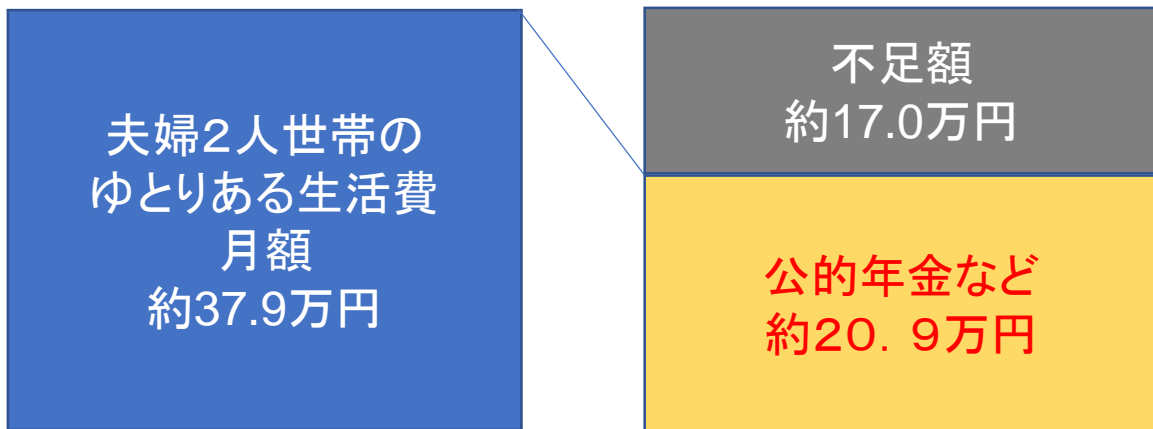 夫婦２人世帯の
ゆとりある生活費
月額
約37.9万円
不足額
約17.0万円
公的年金など
約２０．９万円